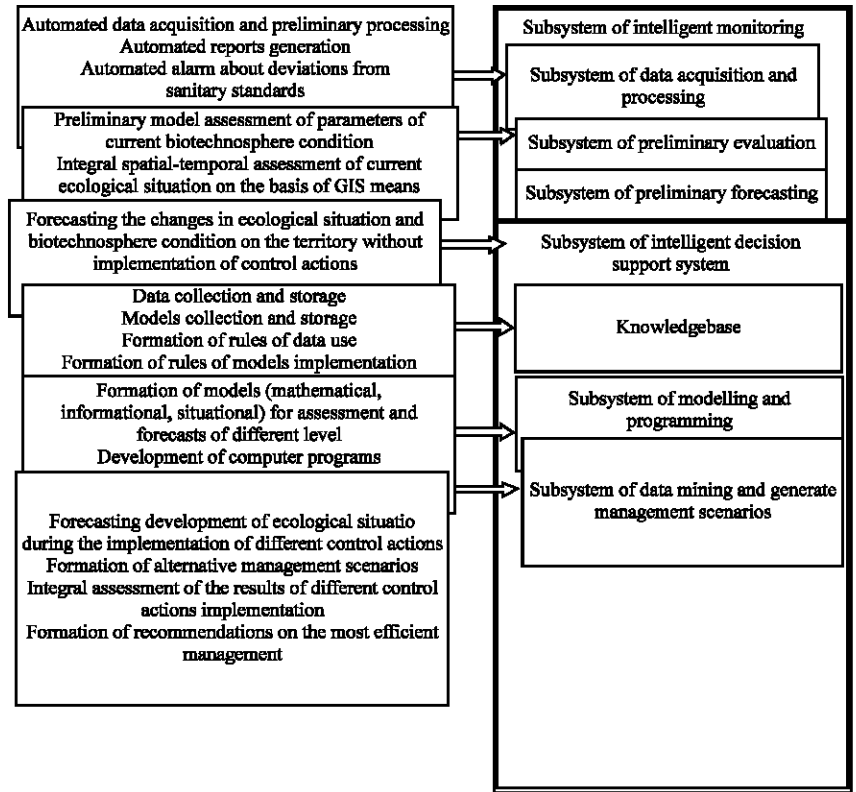 Automated data acquisition and preliminary processing
Automated reports generation
Automated alarm about deviations from
sanitary standards
Preliminary model assessment of parameters of
current biotechnosphere condition
Integral spatial-temporal assessment of current
ecological situation on the basis of GIS means
Forecasting the changes in ecological situation and
biotechnosphere condition on the territory without
implementation of control actions
Data collection and storage
Models collection and storage
Formation of rules of data use
Formation of rules of models implementation
Formation of models (mathematical,
informational, situational) for assessment and
forecasts of different level
Development of computer programs
Forecasting development of ecological situatio
during the implementation of different control actions
Formation of alternative management scenarios
Integral assessment of the results of different control
actions implementation
Formation of recommendations on the most efficient
management
Subsystem of intelligent monitoring
Subsystem of data acquisition and
processing
Subsystem of preliminary evaluation
Subsystem of preliminary forecasting
Subsystem of intelligent decision
support system
Knowledgebase
Subsystem of modelling and
programming
Subsystem of data mining and generate
management scenarios